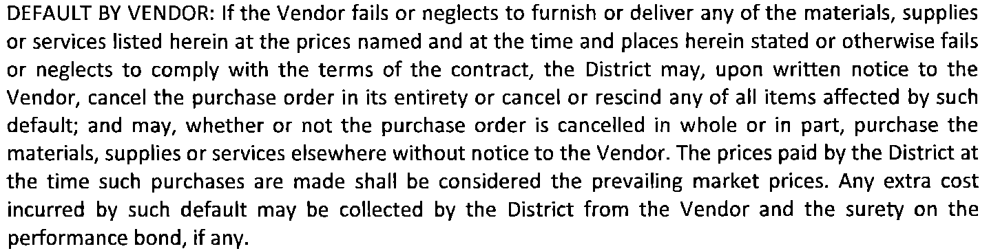 DEFAULT BY VENDOR: If the Vendor fails or neglects to furnish or deliver any of the materials, supplies
or services listed herein at the prices named and at the time and places herein stated or otherwise fails
or neglects to comply with the terms of the contract, the District may, upon written notice to the
Vendor, cancel the purchase order in its entirety or cancel or rescind any of all items affected by such
default; and may, whether or not the purchase order is cancelled in whole or in part, purchase the
materials, supplies or services elsewhere without notice to the Vendor. The prices paid by the District at
the time such purchases are made shall be considered the prevailing market prices. Any extra cost
incurred by such default may be collected by the District from the Vendor and the surety on the
performance bond, if any.